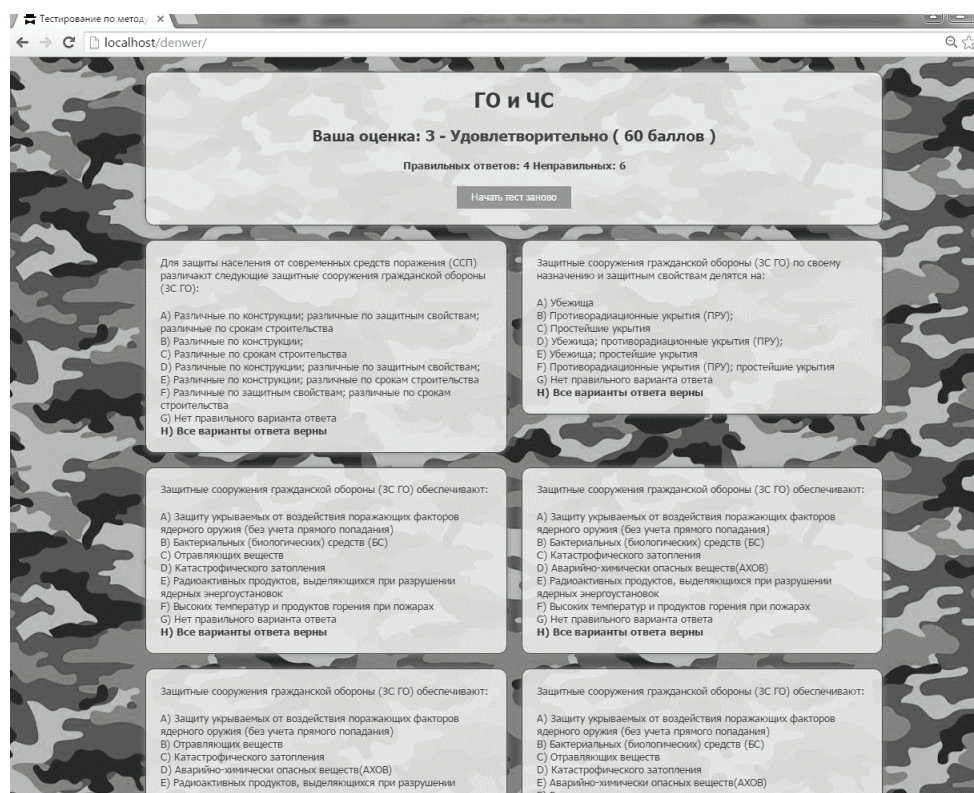 Тестирование по методу
localhost/denwer/
ГО и ЧС
Ваша оценка: 3 - Удовлетворительно ( 60 баллов )
Правильных ответов: 4 Неправильных: 6
Начать тест заново
Для защиты населения от современных средств поражения (ССП)
различают следующие защитные сооружения гражданской обороны
(ЗС ГО):
A) Различные по конструкции; различные по защитным свойствам;
различные по срокам строительства
B) Различные по конструкции;
C) Различные по срокам строительства
D) Различные по конструкции; различные по защитным свойствам;
E) Различные по конструкции; различные по срокам строительства
F) Различные по защитным свойствам; различные по срокам
строительства
G) Нет правильного варианта ответа
H) Все варианты ответа верны
Защитные сооружения гражданской обороны (ЗС ГО) по своему
назначению и защитным свойствам делятся на:
A) Убежища
B) Противорадиационные укрытия (ПРУ);
C) Простейшие укрытия
D) Убежища; противорадиационные укрытия (ПРУ);
E) Убежища; простейшие укрытия
F) Противорадиационные укрытия (ПРУ); простейшие укрытия
G) Нет правильного варианта ответа
H) Все варианты ответа верны
Защитные сооружения гражданской обороны (ЗС ГО) обеспечивают:
A) Защиту укрываемых от воздействия поражающих факторов
ядерного оружия (без учета прямого попадания)
B) Бактериальных (биологических) средств (БС)
C) Отравляющих веществ
D) Катастрофического затопления
E) Радиоактивных продуктов, выделяющихся при разрушении
ядерных энергоустановок
F) Высоких температур и продуктов горения при пожарах
G) Нет правильного варианта ответа
H) Все варианты ответа верны
Защитные сооружения гражданской обороны (ЗС ГО) обеспечивают:
A) Защиту укрываемых от воздействия поражающих факторов
ядерного оружия (без учета прямого попадания)
B) Бактериальных (биологических) средств (БС)
C) Катастрофического затопления
D) Аварийно-химически опасных веществ(АХОВ)
E) Радиоактивных продуктов, выделяющихся при разрушении
ядерных энергоустановок
F) Высоких температур и продуктов горения при пожарах
G) Нет правильного варианта ответа
H) Все варианты ответа верны
Защитные сооружения гражданской обороны (ЗС ГО) обеспечивают:
A) Защиту укрываемых от воздействия поражающих факторов
ядерного оружия (без учета прямого попадания)
B) Отравляющих веществ
C) Катастрофического затопления
D) Аварийно-химически опасных веществ(АХОВ)
E) Радиоактивных продуктов, выделяющихся при разрушении
Защитные сооружения гражданской обороны (ЗС ГО) обеспечивают:
A) Защиту укрываемых от воздействия поражающих факторов
ядерного оружия (без учета прямого попадания)
B) Бактериальных (биологических) средств (БС)
C) Отравляющих веществ
D) Катастрофического затопления
E) Аварийно-химически опасных веществ(АХОВ)